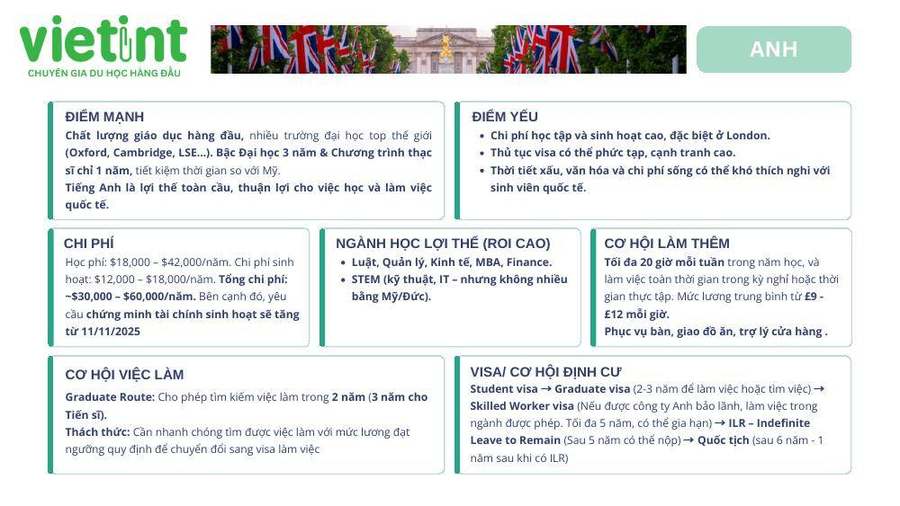 vietint
CHUYÊN GIA DU HỌC HÀNG ĐẦU
ANH
ĐIỂM MẠNH
Chất lượng giáo dục hàng đầu, nhiều trường đại học top thế giới
(Oxford, Cambridge, LSE...). Bậc Đại học 3 năm & Chương trình thạc
sĩ chỉ 1 năm, tiết kiệm thời gian so với Mỹ.
Tiếng Anh là lợi thế toàn cầu, thuận lợi cho việc học và làm việc
quốc tế.
ĐIỂM YẾU
• Chi phí học tập và sinh hoạt cao, đặc biệt ở London.
• Thủ tục visa có thể phức tạp, cạnh tranh cao.
• Thời tiết xấu, văn hóa và chi phí sống có thể khó thích nghi với
sinh viên quốc tế.
CHI PHÍ
Học phí: $18,000 – $42,000/năm. Chi phí sinh
hoạt: $12,000 – $18,000/năm. Tổng chi phí:
~$30,000 – $60,000/năm. Bên cạnh đó, yêu
cầu chứng minh tài chính sinh hoạt sẽ tăng
từ 11/11/2025
NGÀNH HỌC LỢI THẾ (ROI CAO)
• Luật, Quản lý, Kinh tế, MBA, Finance.
• STEM (kỹ thuật, IT – nhưng không nhiều
bằng Mỹ/Đức).
CƠ HỘI LÀM THÊM
Tối đa 20 giờ mỗi tuần trong năm học, và
làm việc toàn thời gian trong kỳ nghỉ hoặc thời
gian thực tập. Mức lương trung bình từ £9 -
£12 mỗi giờ.
Phục vụ bàn, giao đồ ăn, trợ lý cửa hàng .
CƠ HỘI VIỆC LÀM
Graduate Route: Cho phép tìm kiếm việc làm trong 2 năm (3 năm cho
Tiến sĩ).
Thách thức: Cần nhanh chóng tìm được việc làm với mức lương đạt
ngưỡng quy định để chuyển đổi sang visa làm việc
VISA/ CƠ HỘI ĐỊNH CƯ
Student visa → Graduate visa (2-3 năm để làm việc hoặc tìm việc) →
Skilled Worker visa (Nếu được công ty Anh bảo lãnh, làm việc trong
ngành được phép. Tối đa 5 năm, có thể gia hạn) → ILR – Indefinite
Leave to Remain (Sau 5 năm có thể nộp) → Quốc tịch (sau 6 năm - 1
năm sau khi có ILR)